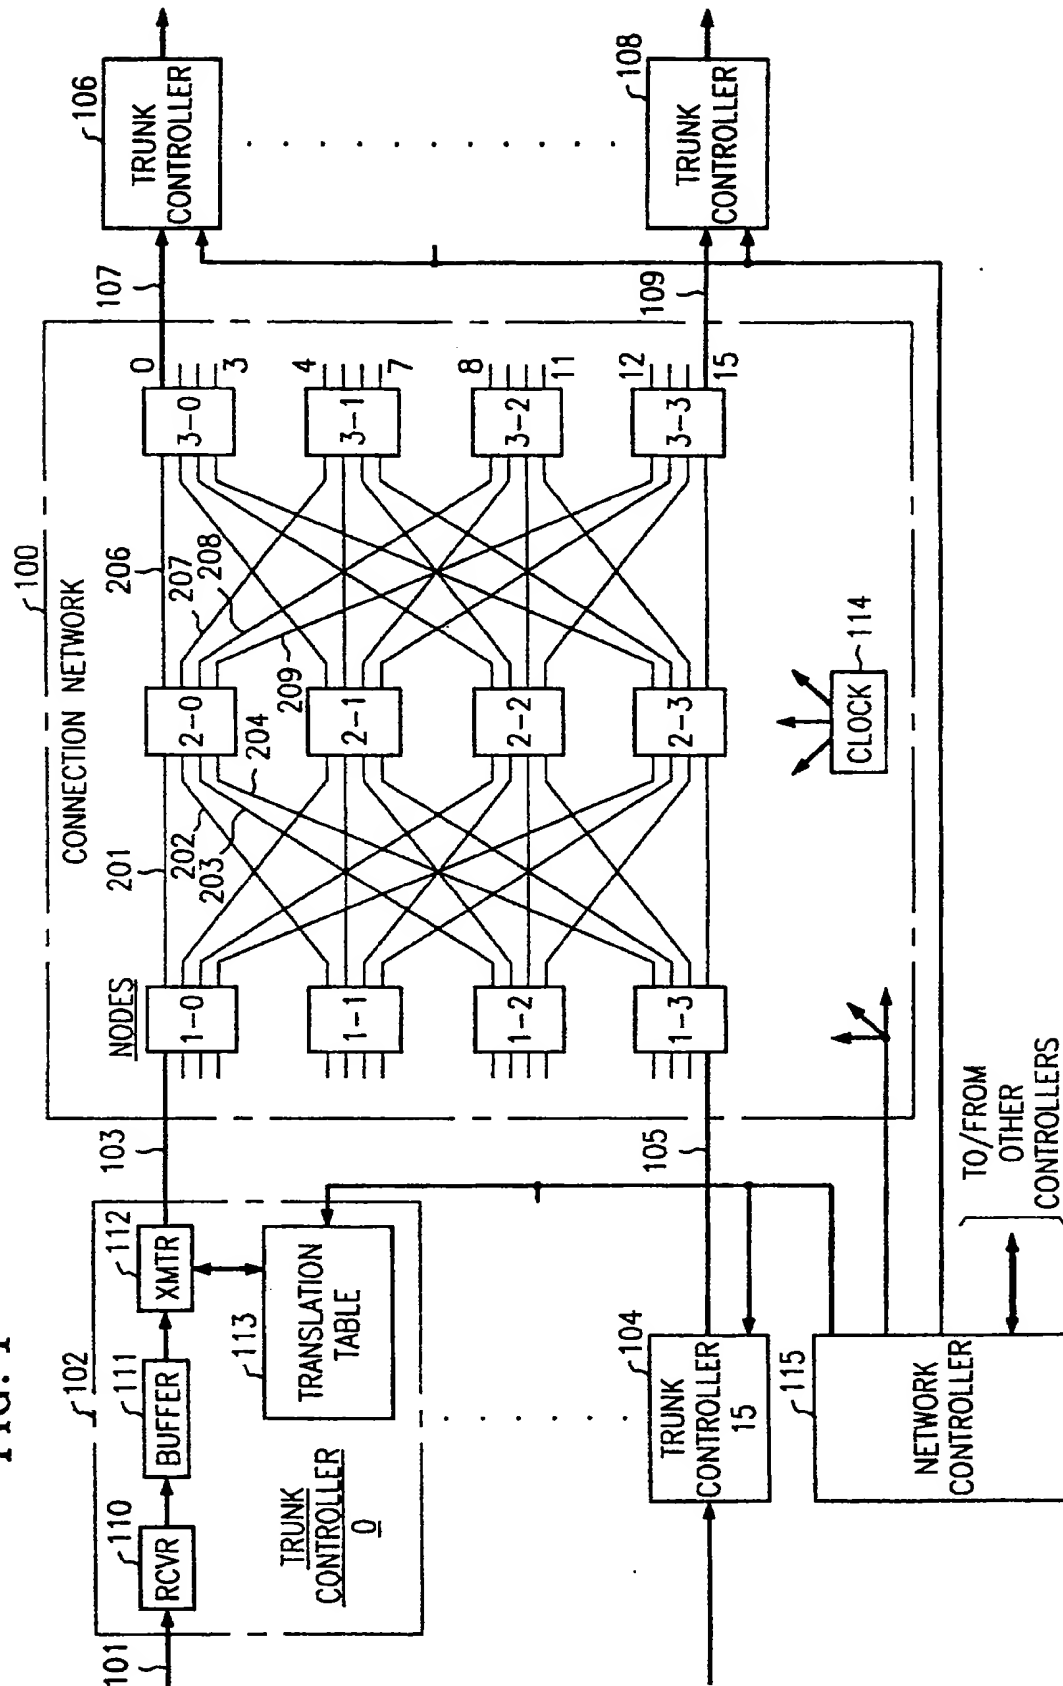 FIG. 1
100
CONNECTION NETWORK
101
102
RCVR
110
BUFFER
111
XMTR
112
113
TRANSLATION
TABLE
TRUNK
CONTROLLER
0
103
NODES
1-0
1-1
1-2
1-3
201
202
203
204
2-0
2-1
2-2
2-3
206
207
208
209
3-0
3-1
3-2
3-3
0
3
4
7
8
11
12
15
107
106
TRUNK
CONTROLLER
109
108
TRUNK
CONTROLLER
104
TRUNK
CONTROLLER
15
105
CLOCK
114
115
NETWORK
CONTROLLER
TO/FROM
OTHER
CONTROLLERS